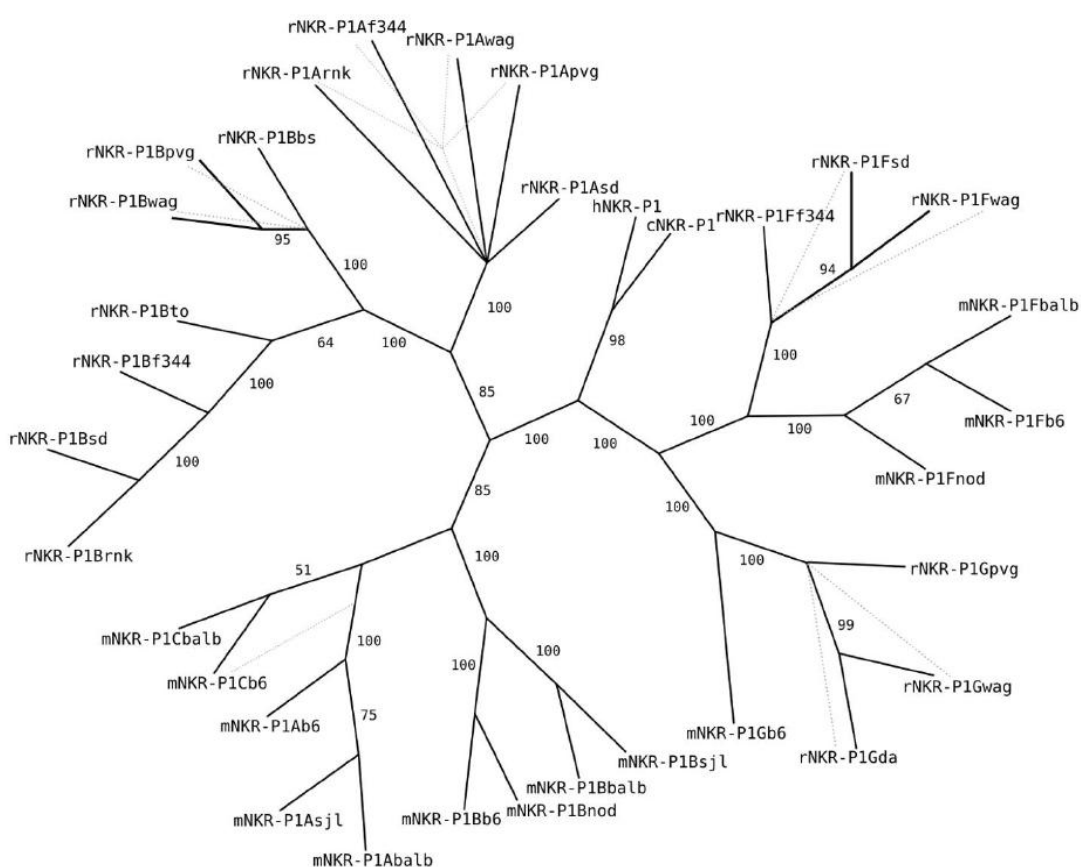 rNKR-P1Af344
rNKR-P1Awag
rNKR-P1Arnk
rNKR-P1Apvg
rNKR-P1Bbs
rNKR-P1Bpvg
rNKR-P1Fsd
rNKR-P1Asd
rNKR-P1Bwag
hNKR-P1
rNKR-P1Fwag
cNKR-P1
rNKR-P1Ff344
95
100
94
rNKR-P1Bto
100
mNKR-P1Fbalb
64
100
98
100
rNKR-P1Bf344
100
85
67
100
mNKR-P1Fb6
100
rNKR-P1Bsd
100
100
100
85
mNKR-P1Fnod
100
rNKR-P1Brnk
100
100
51
rNKR-P1Gpvg
99
mNKR-P1Cbalb
100
100
100
mNKR-P1Cb6
rNKR-P1Gwag
75
mNKR-P1Ab6
mNKR-P1Gb6
rNKR-P1Gda
mNKR-P1Bsjl
mNKR-P1Bbalb
mNKR-P1Bnod
mNKR-P1Bb6
mNKR-P1Asjl
mNKR-P1Abalb